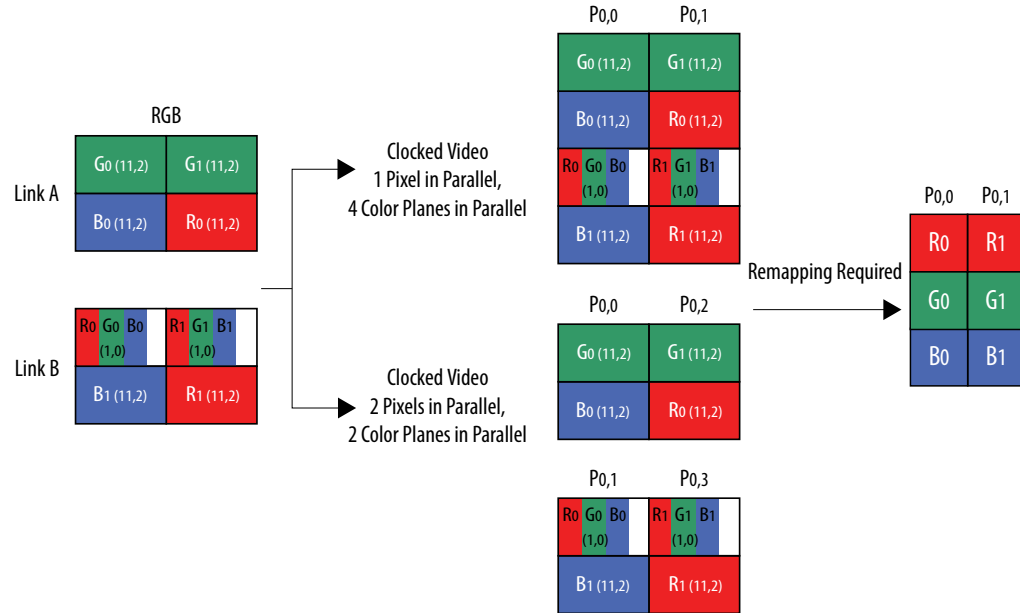 RGB
Link A
G0 (11,2) G1 (11,2)
B0 (11,2) R0 (11,2)
Link B
R0 G0 B0 R1 G1 B1
(1,0) (1,0)
B1 (11,2) R1 (11,2)
Clocked Video
1 Pixel in Parallel,
4 Color Planes in Parallel
Clocked Video
2 Pixels in Parallel,
2 Color Planes in Parallel
P0,0 P0,1
G0 (11,2) G1 (11,2)
B0 (11,2) R0 (11,2)
R0 G0 B0 R1 G1 B1
(1,0) (1,0)
B1 (11,2) R1 (11,2)
P0,0 P0,2
G0 (11,2) G1 (11,2)
B0 (11,2) R0 (11,2)
P0,1 P0,3
R0 G0 B0 R1 G1 B1
(1,0) (1,0)
B1 (11,2) R1 (11,2)
Remapping Required
P0,0 P0,1
R0 R1
G0 G1
B0 B1